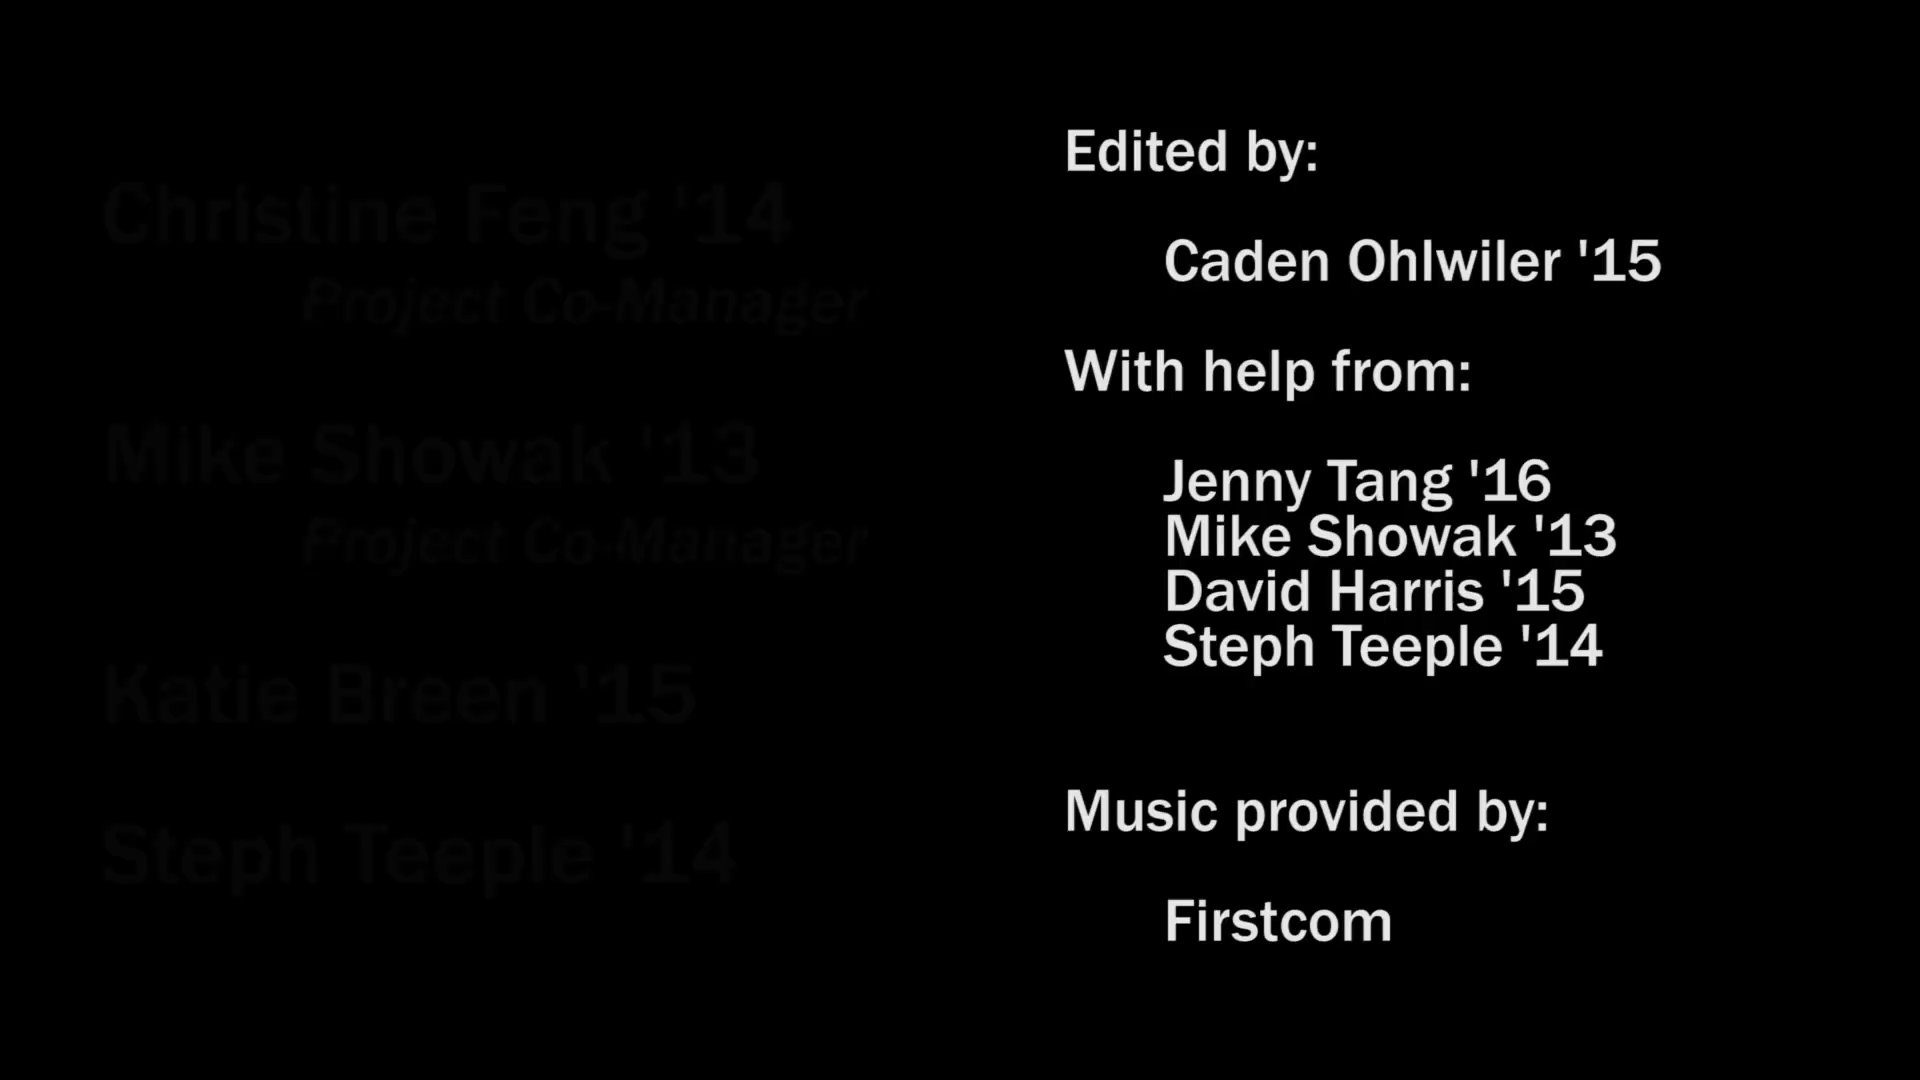 Christine Feng '14
Project Co-Manager
Mike Showak '13
Project Co-Manager
Katie Breen '15
Steph Teeple '14
Edited by:
Caden Ohlwiler '15
With help from:
Jenny Tang '16
Mike Showak '13
David Harris '15
Steph Teeple '14
Music provided by:
Firstcom